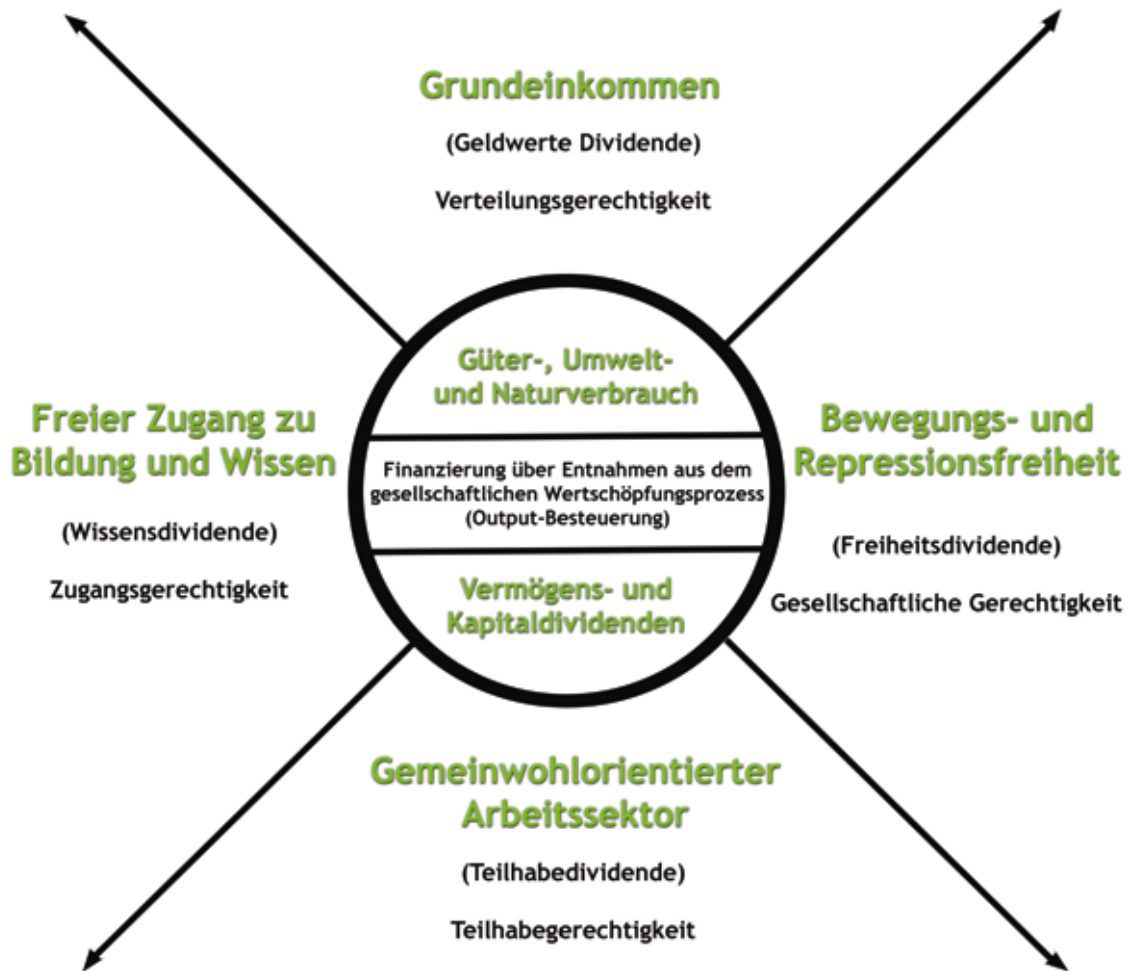 Grundeinkommen
(Geldwerte Dividende)
Verteilungsgerechtigkeit
Güter-, Umwelt-
und Naturverbrauch
Finanzierung über Entnahmen aus dem
gesellschaftlichen Wertschöpfungsprozess
(Output-Besteuerung)
Vermögens- und
Kapitaldividenden
Freier Zugang zu
Bildung und Wissen
(Wissensdividende)
Zugangsgerechtigkeit
Bewegungs- und
Repressionsfreiheit
(Freiheitsdividende)
Gesellschaftliche Gerechtigkeit
Gemeinwohlorientierter
Arbeitssektor
(Teilhabedividende)
Teilhabegerechtigkeit